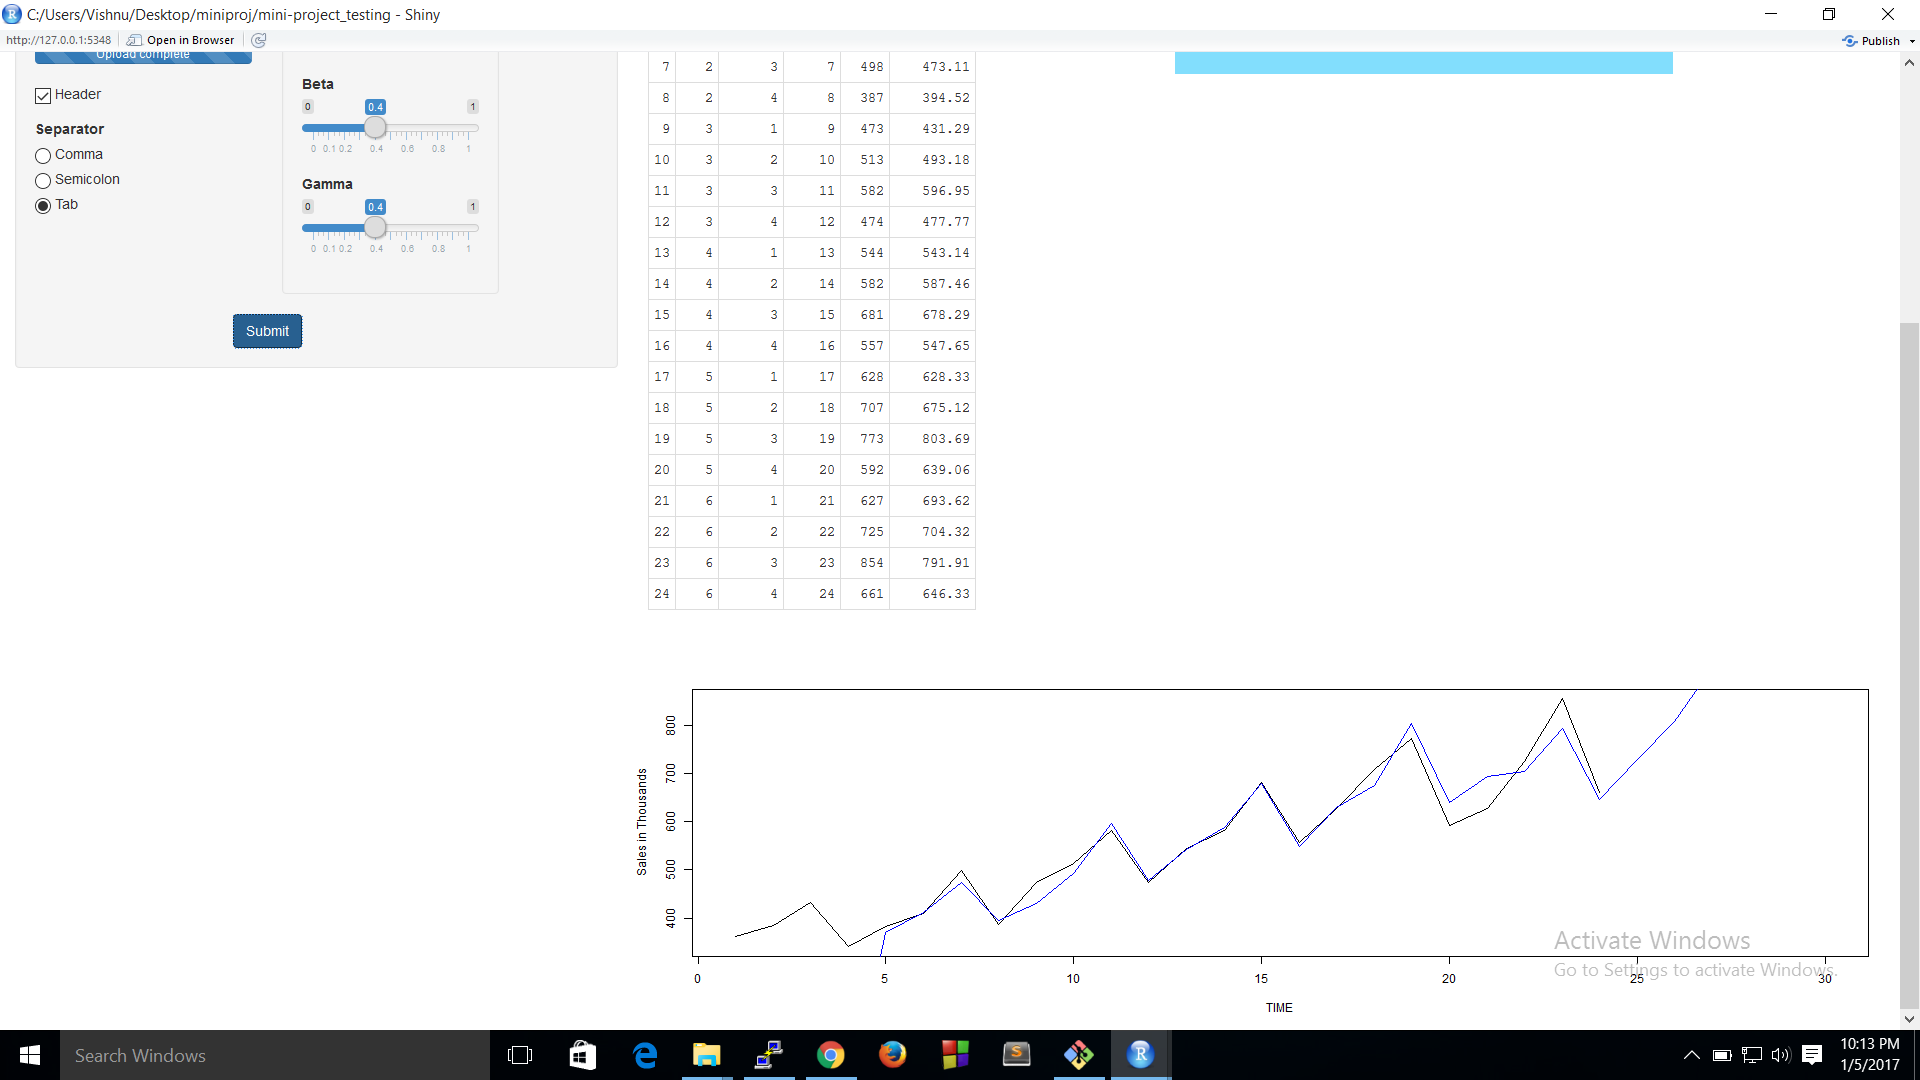 C:/Users/Vishnu/Desktop/miniproj/mini-project_testing - Shiny
http://127.0.0.1:5348 Open in Browser Publish
Upload complete
Header
Separator
Comma
Semicolon
Tab
Beta
0 0.4 1
0 0.1 0.2 0.4 0.6 0.8 1
Gamma
0 0.4 1
0 0.1 0.2 0.4 0.6 0.8 1
Submit
7 2 3 7 498 473.11
8 2 4 8 387 394.52
9 3 1 9 473 431.29
10 3 2 10 513 493.18
11 3 3 11 582 596.95
12 3 4 12 474 477.77
13 4 1 13 544 543.14
14 4 2 14 582 587.46
15 4 3 15 681 678.29
16 4 4 16 557 547.65
17 5 1 17 628 628.33
18 5 2 18 707 675.12
19 5 3 19 773 803.69
20 5 4 20 592 639.06
21 6 1 21 627 693.62
22 6 2 22 725 704.32
23 6 3 23 854 791.91
24 6 4 24 661 646.33
Sales in Thousands
800
700
600
500
400
0 5 10 15 20 25 30
TIME
Activate Windows
Go to Settings to activate Windows.
Search Windows
10:13 PM
1/5/2017